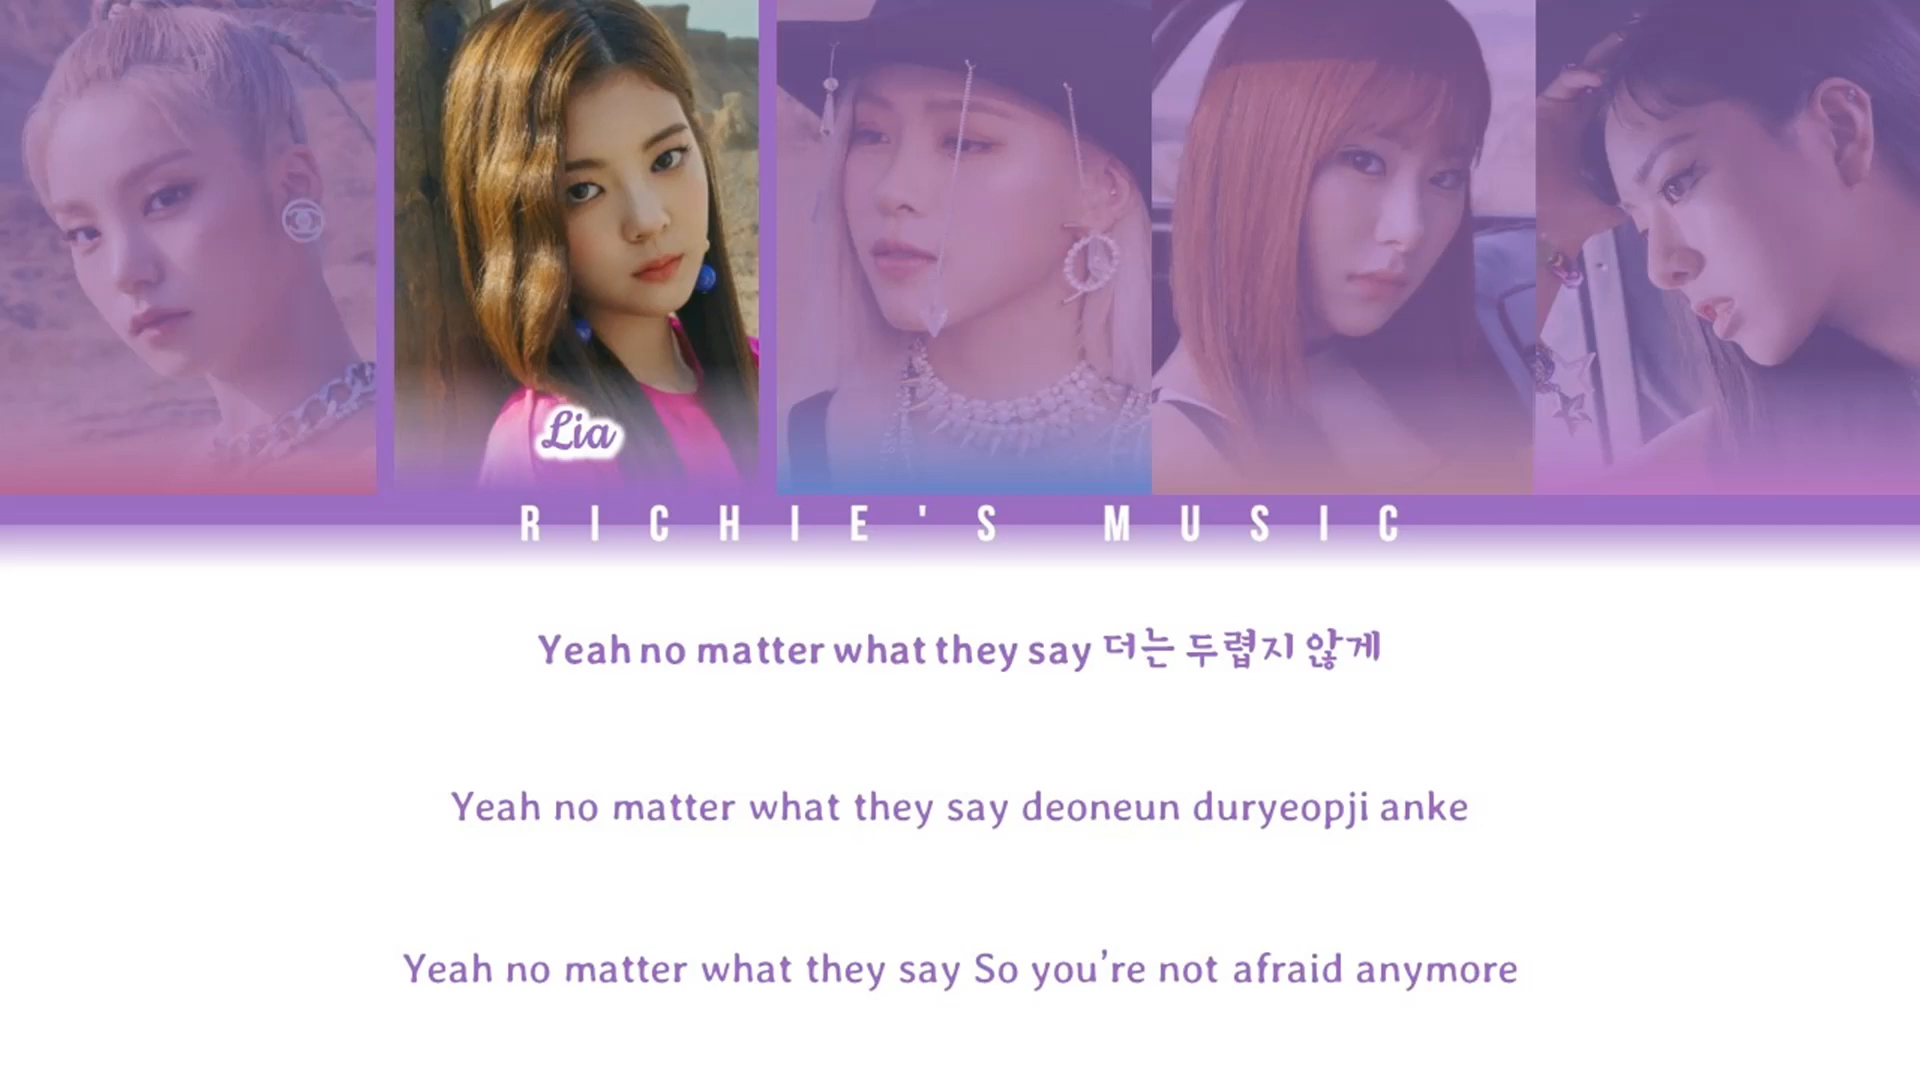 Lia
RICHIE'S MUSIC
Yeah no matter what they say 더는 두렵지 않게
Yeah no matter what they say deoneun duryeopji anke
Yeah no matter what they say So you're not afraid anymore